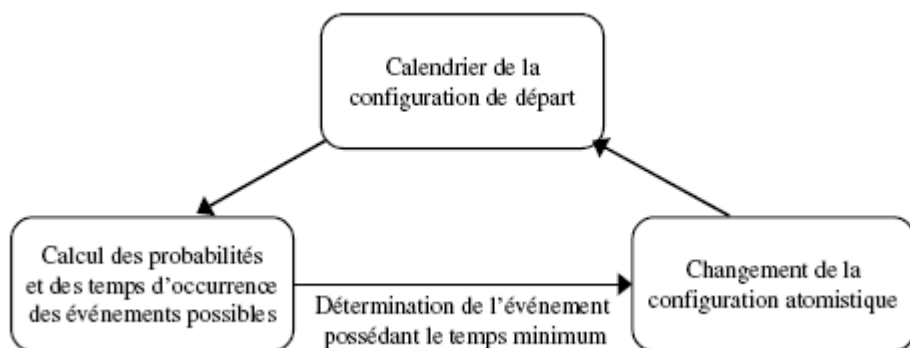 Calendrier de la
configuration de départ
Calcul des probabilités
et des temps d'occurrence
des événements possibles
Détermination de l'événement
possédant le temps minimum
Changement de la
configuration atomistique